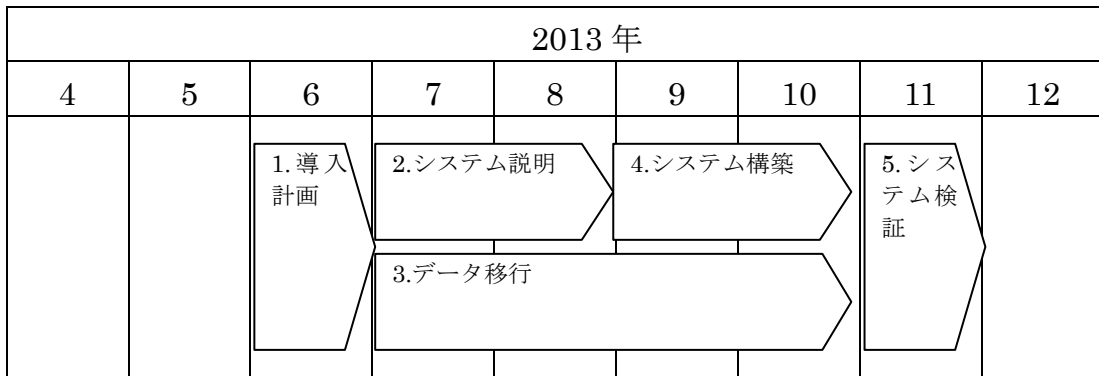 2013 年
4 5 6 7 8 9 10 11 12
1.導入
計画
2.システム説明
4.システム構築
5.シス
テム検
証
3.データ移行